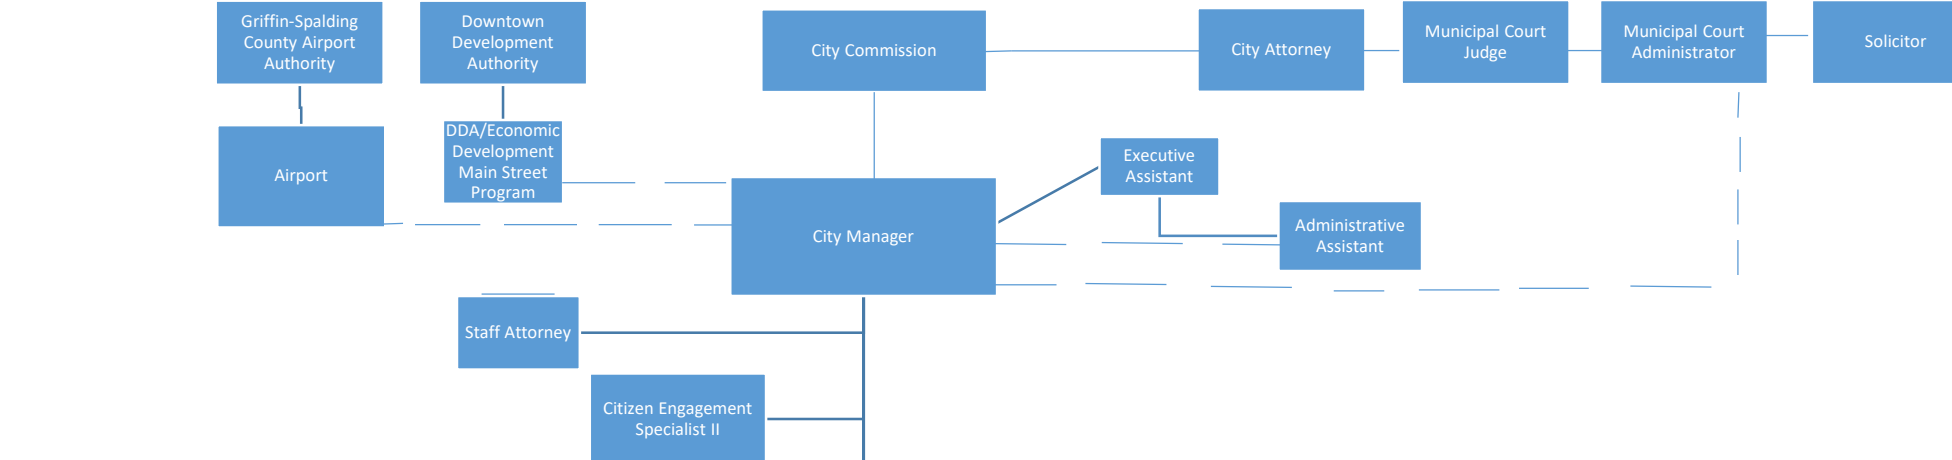 Griffin-Spalding
County Airport
Authority
Downtown
Development
Authority
City Commission
City Attorney
Municipal Court
Judge
Municipal Court
Administrator
Solicitor
Airport
DDA/Economic
Development
Main Street
Program
Executive
Assistant
City Manager
Administrative
Assistant
Staff Attorney
Citizen Engagement
Specialist II